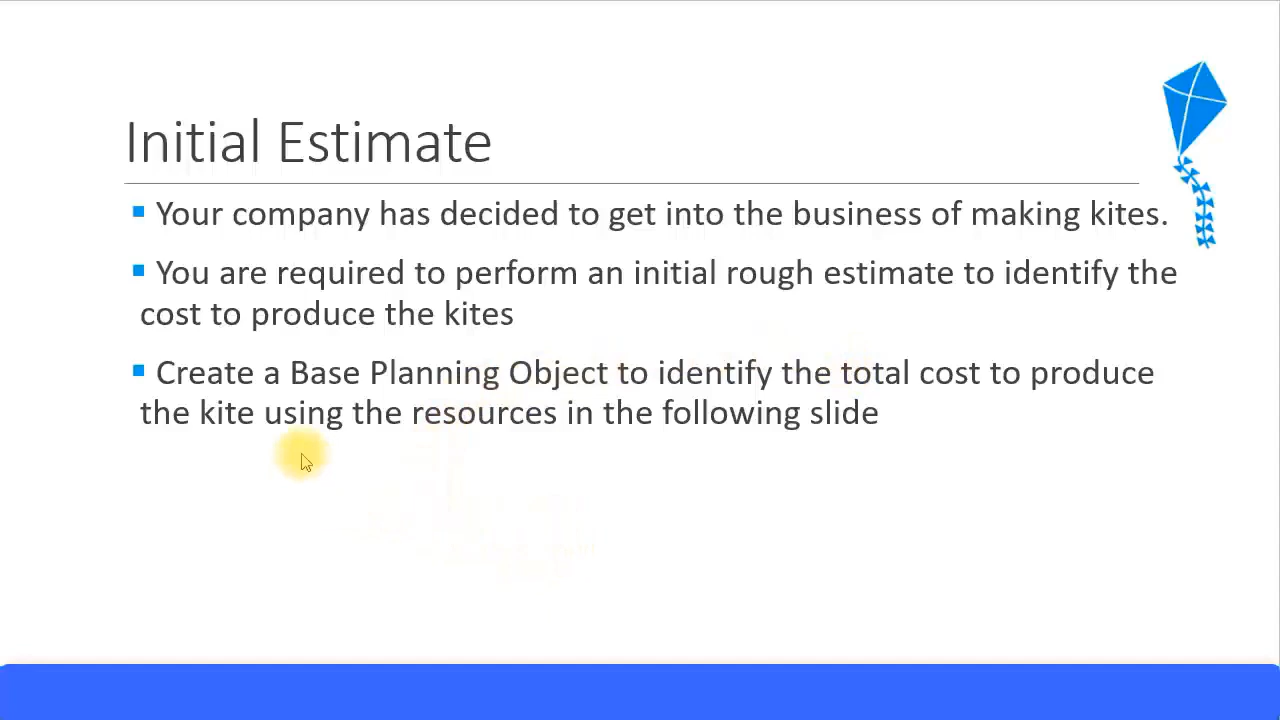 Initial Estimate
Your company has decided to get into the business of making kites.
You are required to perform an initial rough estimate to identify the
cost to produce the kites
Create a Base Planning Object to identify the total cost to produce
the kite using the resources in the following slide